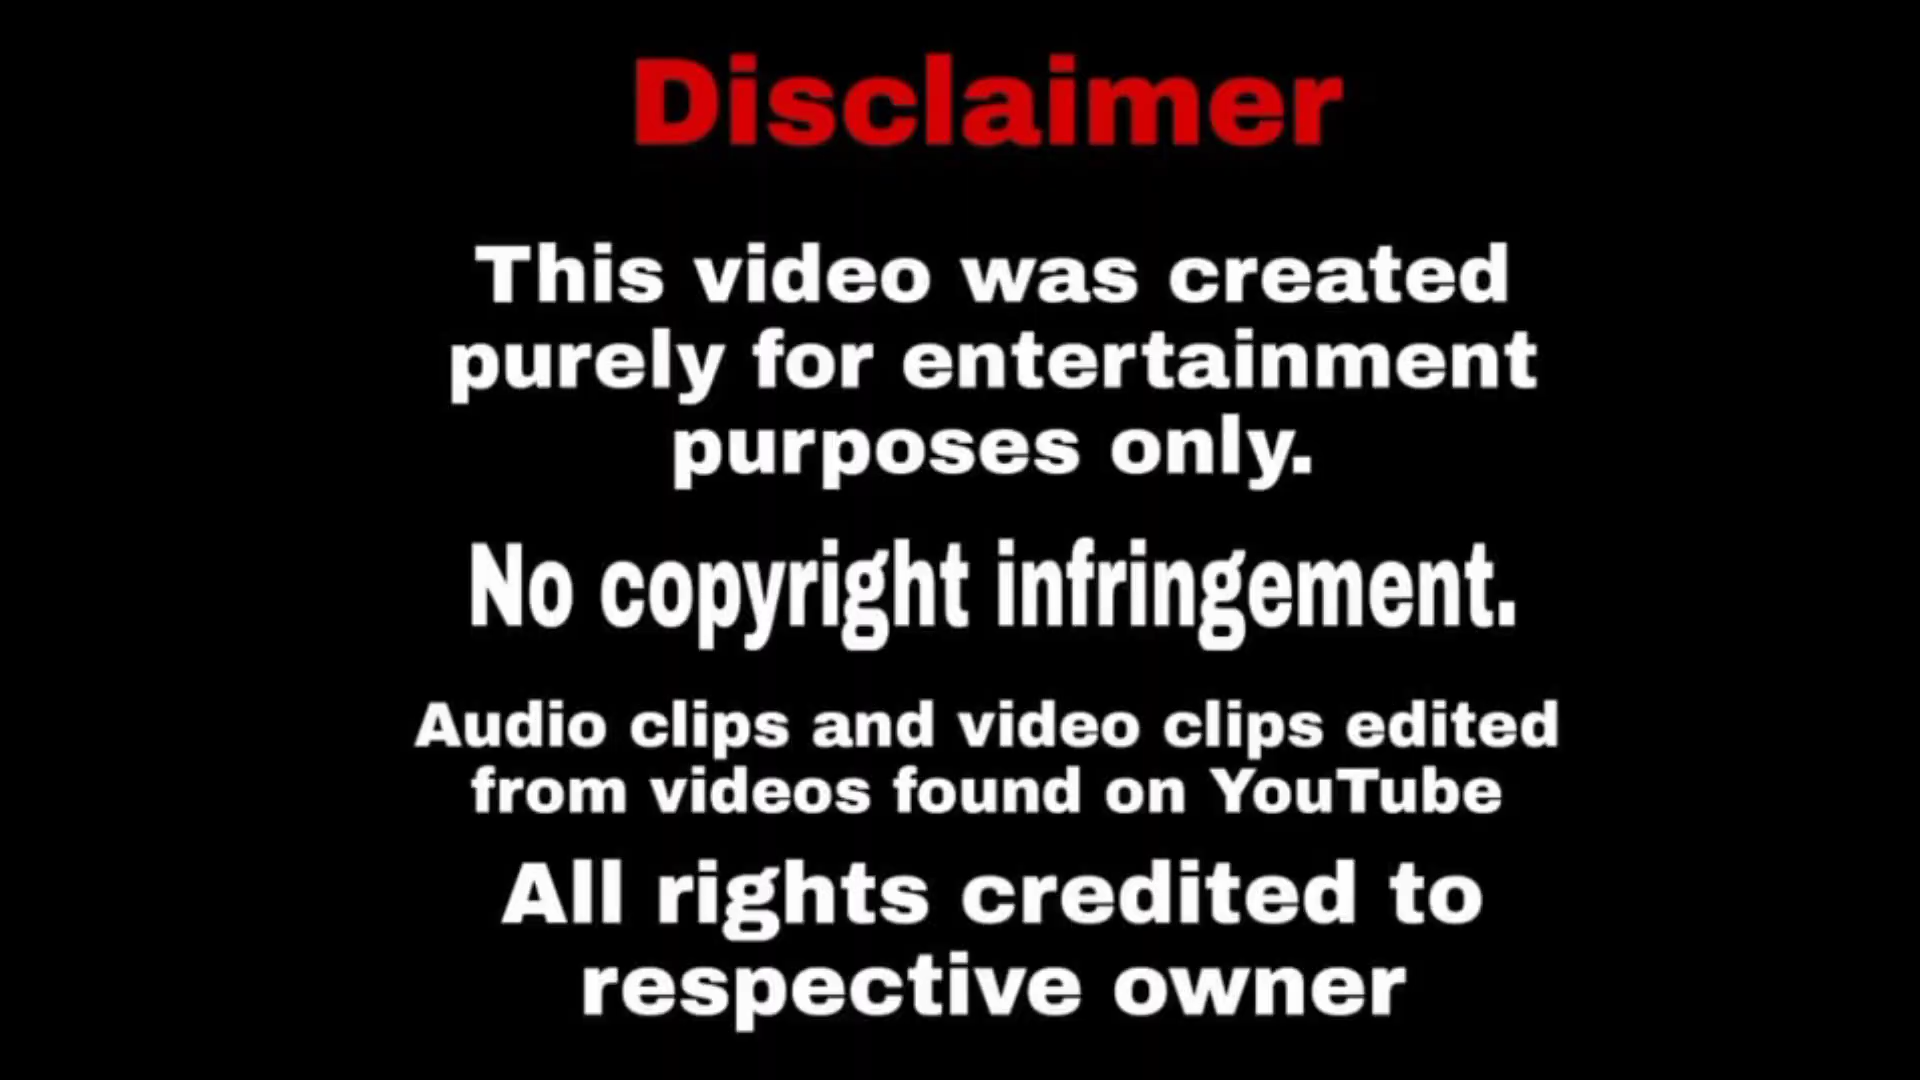 Disclaimer
This video was created
purely for entertainment
purposes only.
No copyright infringement.
Audio clips and video clips edited
from videos found on YouTube
All rights credited to
respective owner